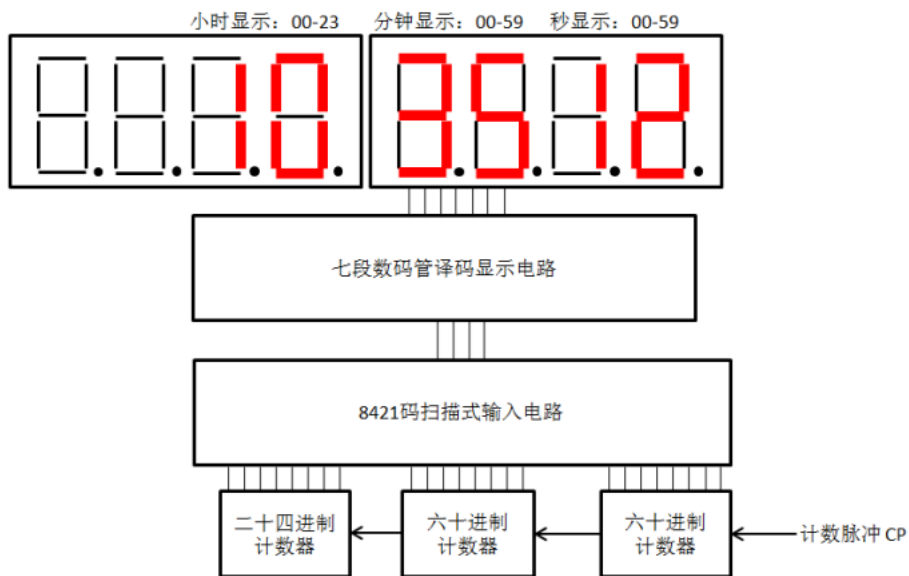 小时显示：00-23 分钟显示：00-59 秒显示：00-59
10 3512
七段数码管译码显示电路
8421码扫描式输入电路
二十四进制
计数器
六十进制
计数器
六十进制
计数器
计数脉冲 CP